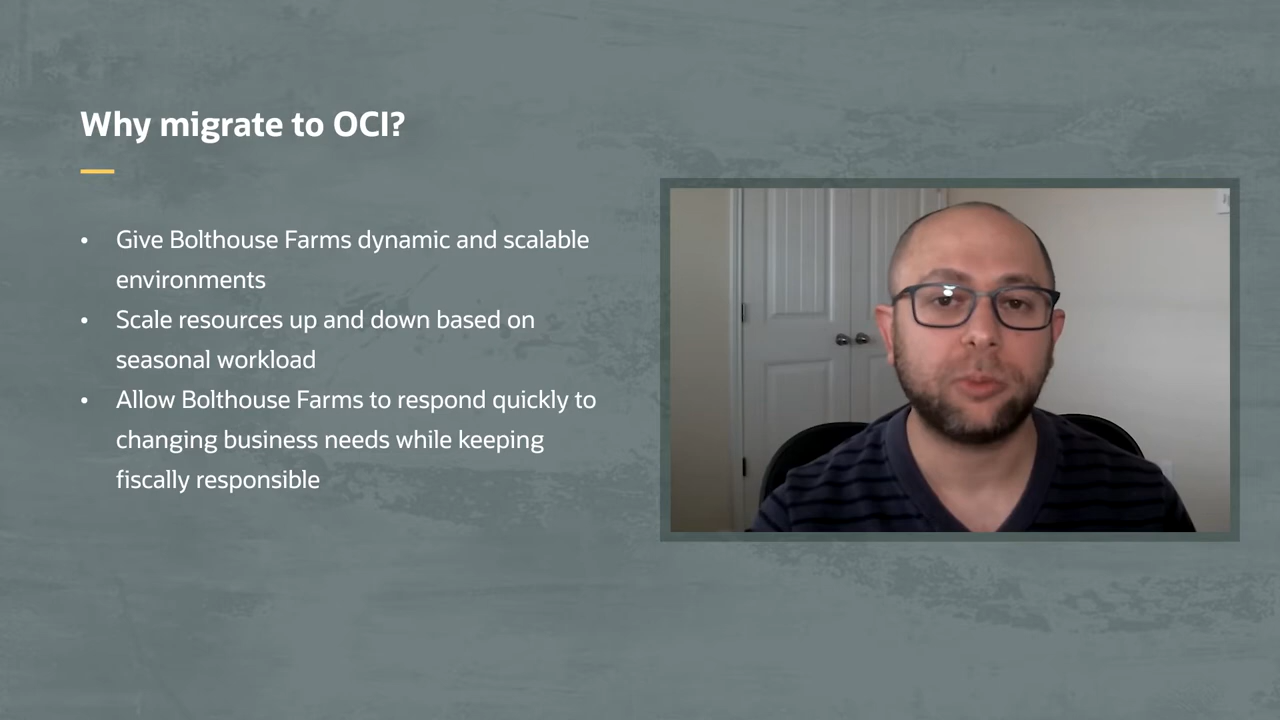 Why migrate to OCI?
• Give Bolthouse Farms dynamic and scalable
environments
• Scale resources up and down based on
seasonal workload
• Allow Bolthouse Farms to respond quickly to
changing business needs while keeping
fiscally responsible